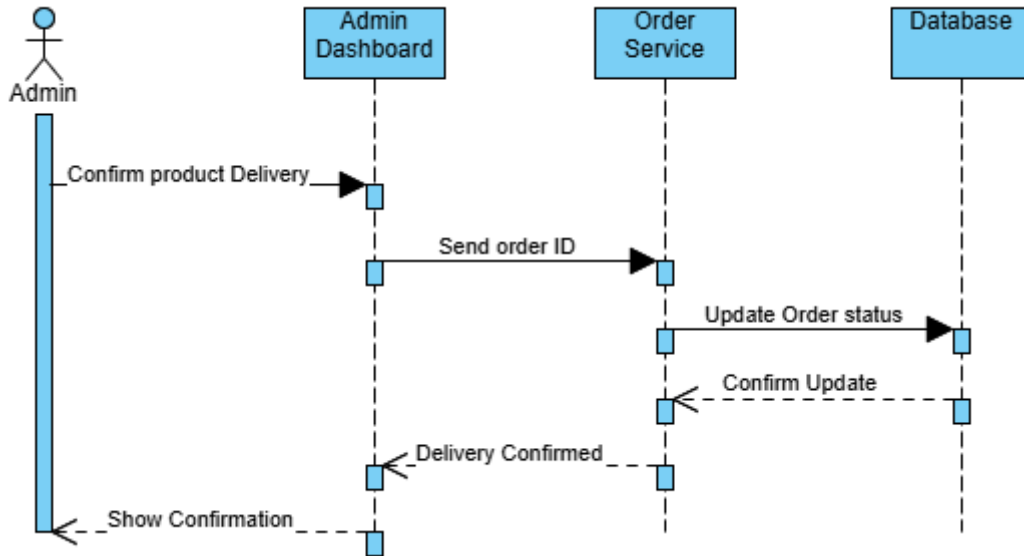 Admin
Dashboard
Order
Service
Database
Admin
Confirm product Delivery
Send order ID
Update Order status
Confirm Update
Delivery Confirmed
Show Confirmation